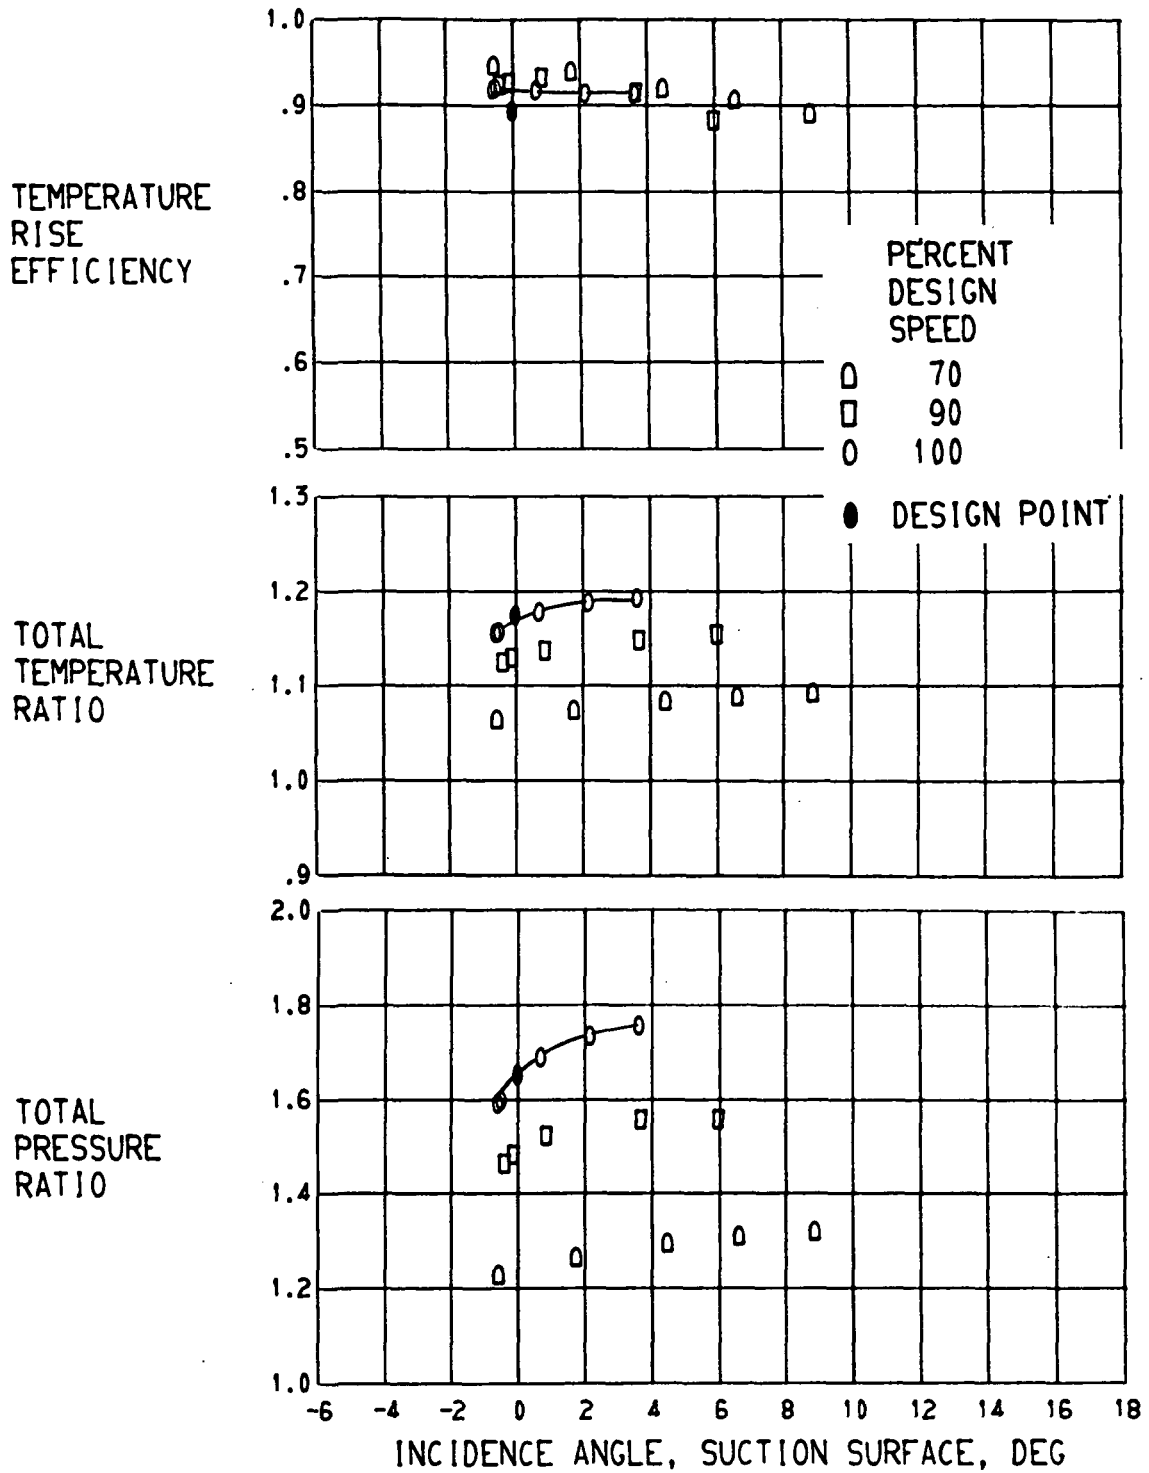 1.0
.9
.8
.7
.6
.5
TEMPERATURE
RISE
EFFICIENCY
PERCENT
DESIGN
SPEED
70
90
100
DESIGN POINT
1.3
1.2
1.1
1.0
.9
TOTAL
TEMPERATURE
RATIO
2.0
1.8
1.6
1.4
1.2
1.0
TOTAL
PRESSURE
RATIO
-6 -4 -2 0 2 4 6 8 10 12 14 16 18
INCIDENCE ANGLE, SUCTION SURFACE, DEG